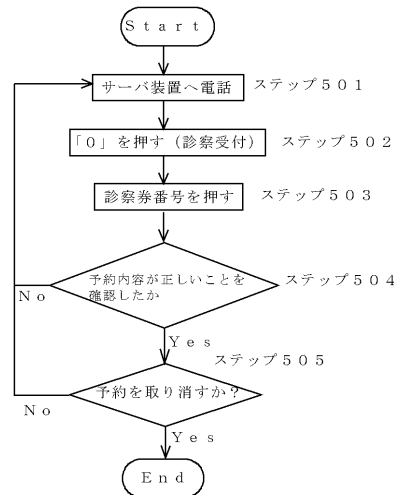 Ｓｔａｒｔ
サーバ装置へ電話
ステップ５０１
「０」を押す（診察受付）
ステップ５０２
診察券番号を押す
ステップ５０３
予約内容が正しいことを
確認したか
ステップ５０４
Ｎｏ
Ｙｅｓ
ステップ５０５
予約を取り消すか？
Ｎｏ
Ｙｅｓ
Ｅｎｄ